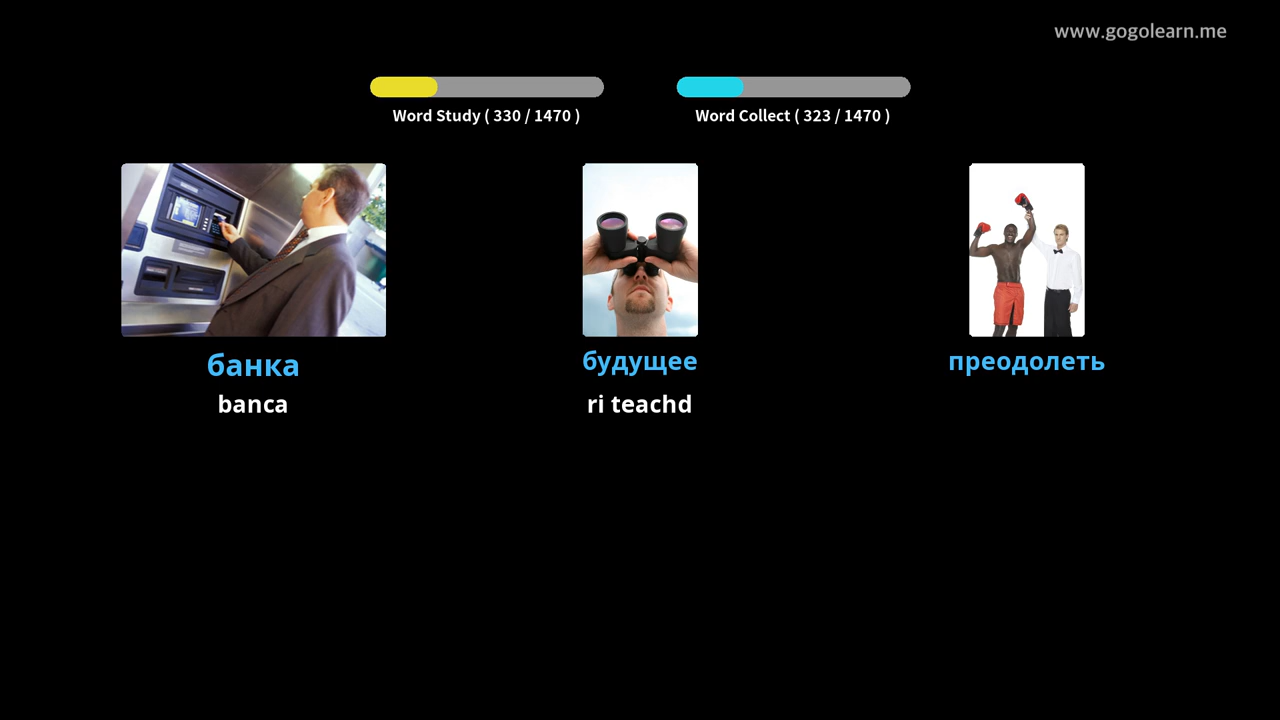 www.gogolearn.me
Word Study ( 330 / 1470 )
Word Collect ( 323 / 1470 )
банка
будущее
преодолеть
banca
ri teachd